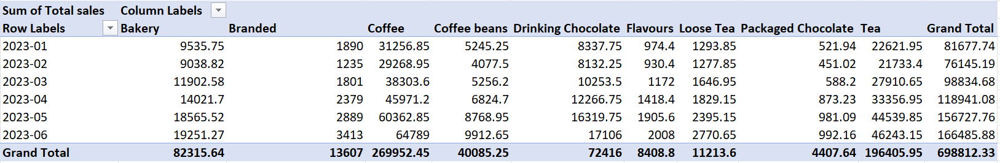 Sum of Total sales Column Labels
Row Labels Bakery Branded Coffee Coffee beans Drinking Chocolate Flavours Loose Tea Packaged Chocolate Tea Grand Total
2023-01 9535.75 1890 31256.85 5245.25 8337.75 974.4 1293.85 521.94 22621.95 81677.74
2023-02 9038.82 1235 29268.95 4077.5 8132.25 930.4 1277.85 451.02 21733.4 76145.19
2023-03 11902.58 1801 38303.6 5256.2 10253.5 1172 1646.95 588.2 27910.65 98834.68
2023-04 14021.7 2379 45971.2 6824.7 12266.75 1418.4 1829.15 873.23 33356.95 118941.08
2023-05 18565.52 2889 60362.85 8768.95 16319.75 1905.6 2395.15 981.09 44539.85 156727.76
2023-06 19251.27 3413 64789 9912.65 17106 2008 2770.65 992.16 46243.15 166485.88
Grand Total 82315.64 13607 269952.45 40085.25 72416 8408.8 11213.6 4407.64 196405.95 698812.33